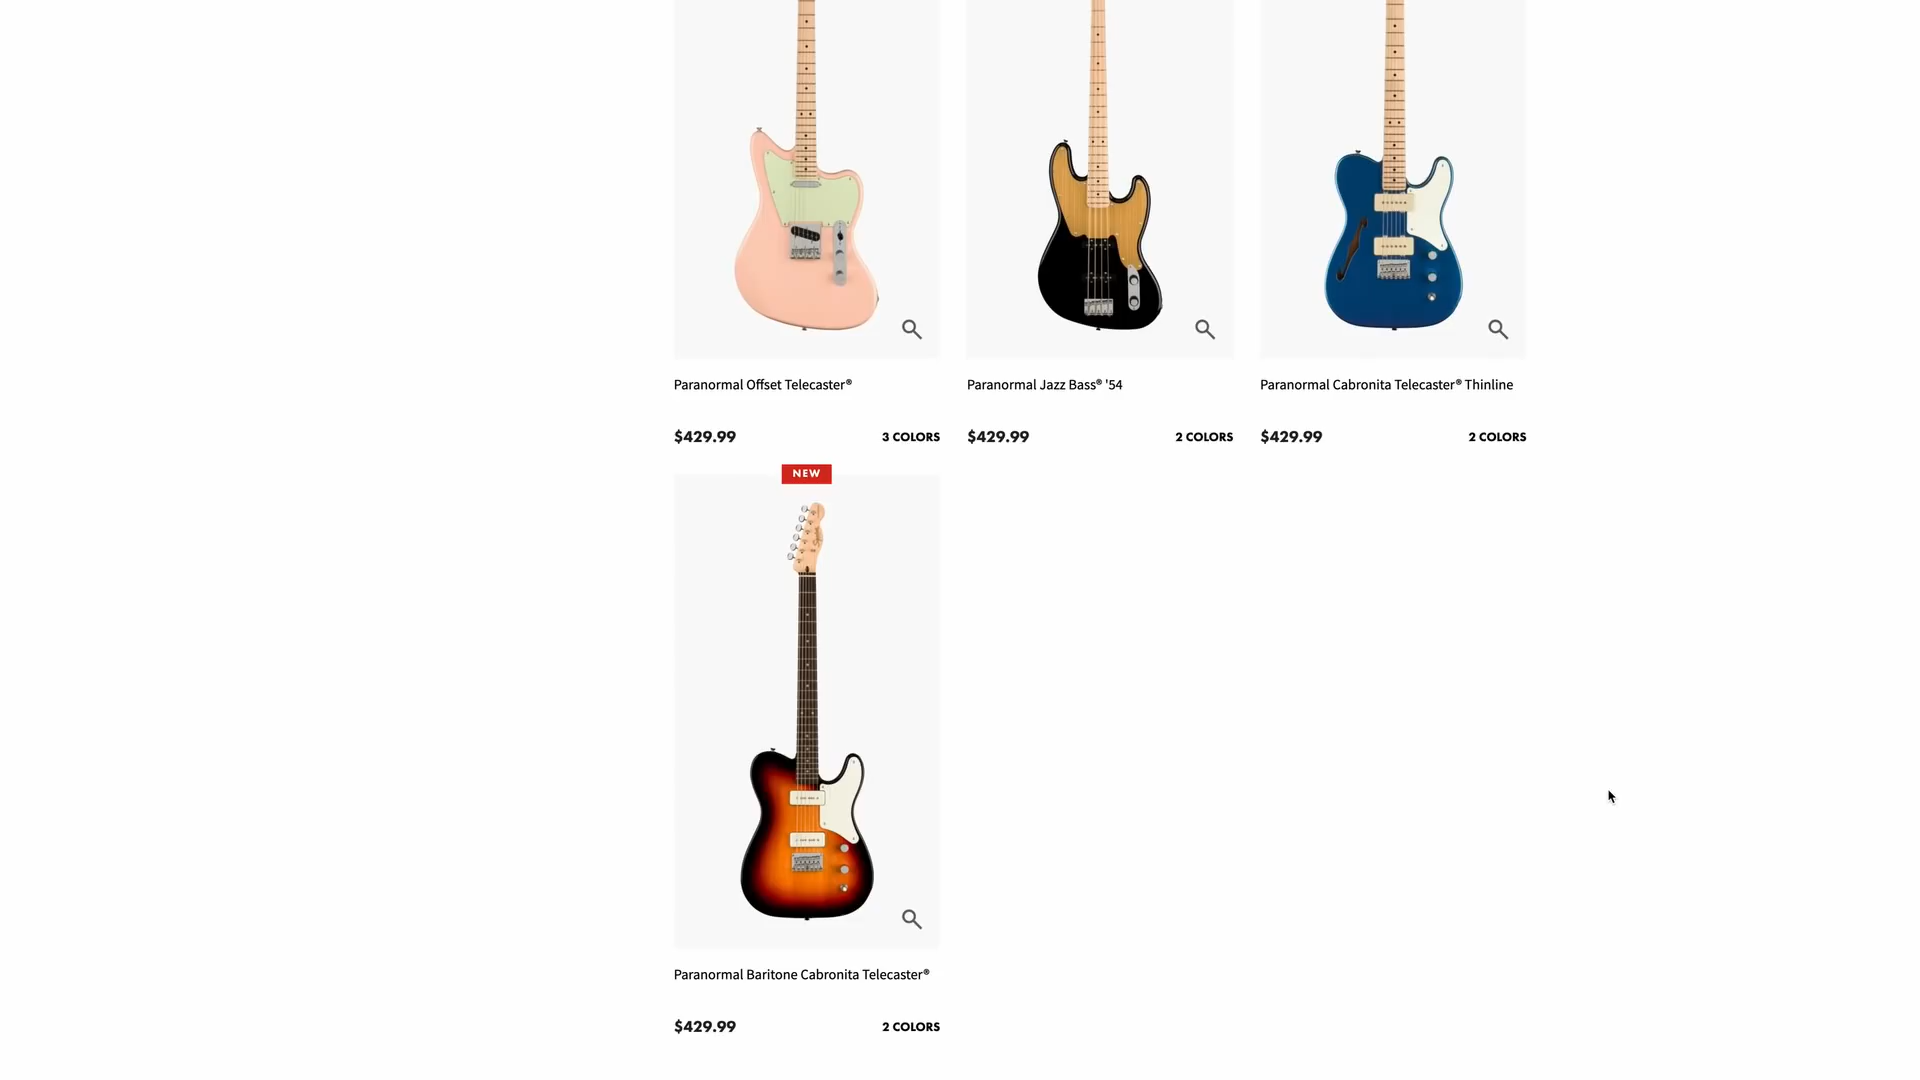 Paranormal Offset Telecaster®
Paranormal Jazz Bass® '54
Paranormal Cabronita Telecaster® Thinline
$429.99
3 COLORS
$429.99
2 COLORS
$429.99
2 COLORS
NEW
Paranormal Baritone Cabronita Telecaster®
$429.99
2 COLORS